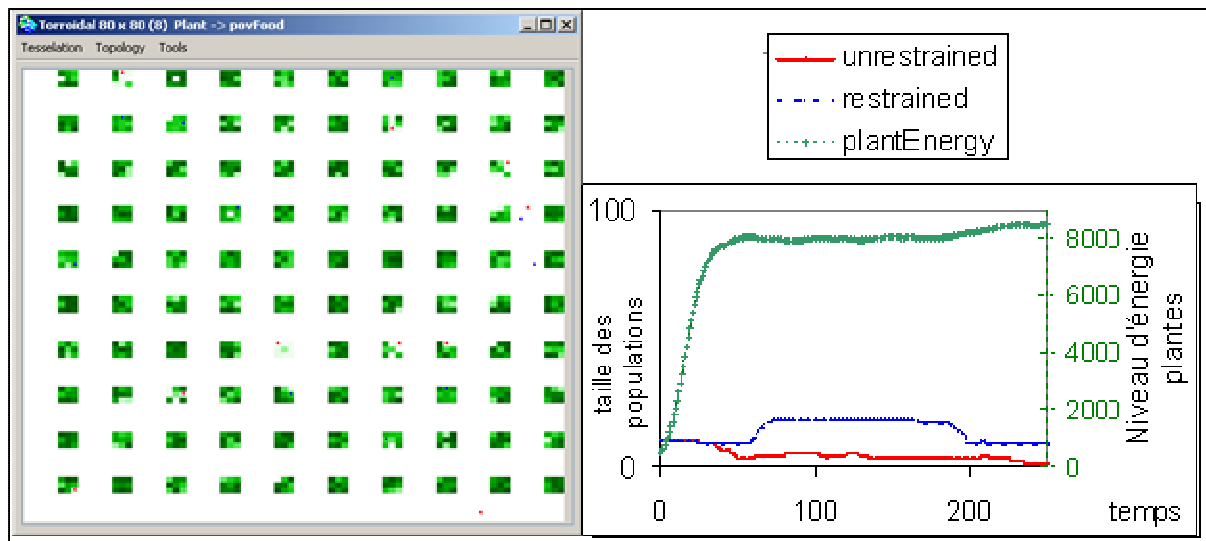 Torroidal 80 x 80 (8) Plant -> povFood
Tesselation Topology Tools
unrestrained
restrained
plantEnergy
100
0
taille des
populations
8000
6000
4000
2000
0
Niveau d'énergie
plantes
0 100 200 temps